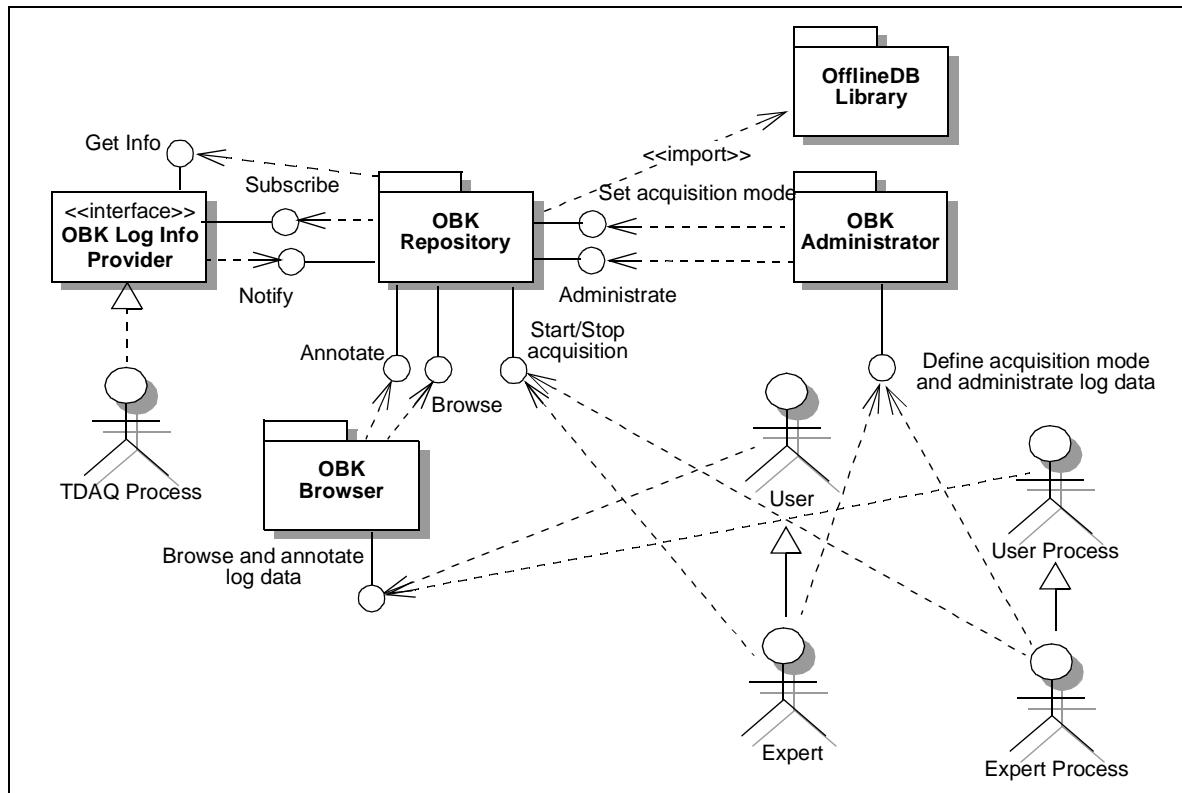 OfflineDB
Library
Get Info
<<import>>
Subscribe
Set acquisition mode
<<interface>>
OBK Log Info
Provider
OBK
Repository
OBK
Administrator
Notify
Administrate
Annotate
Start/Stop
acquisition
Define acquisition mode
and administrate log data
Browse
OBK
Browser
TDAQ Process
User
User Process
Browse and annotate
log data
Expert
Expert Process